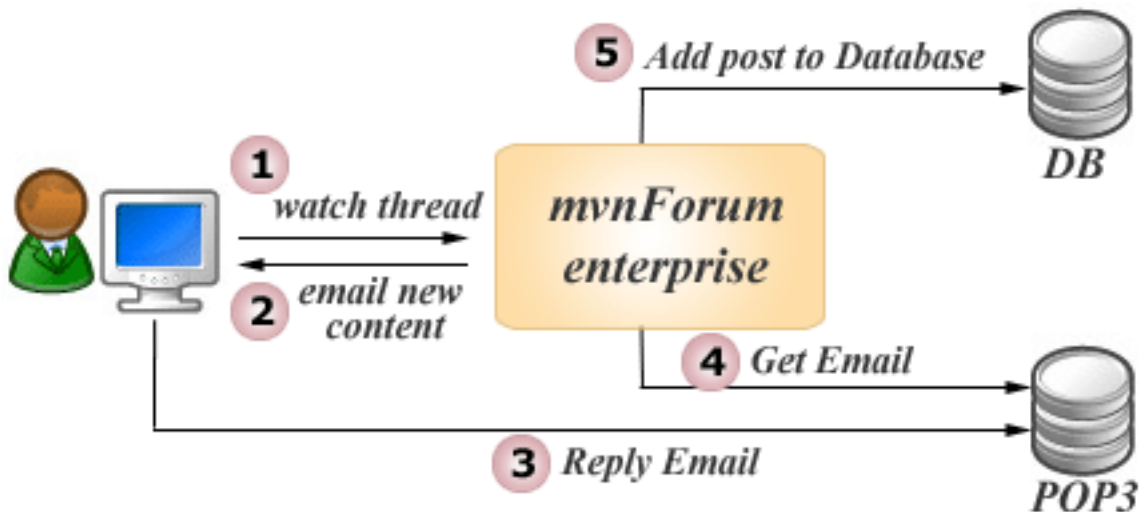 5 Add post to Database
DB
1
watch thread
mvnForum
enterprise
2 email new
content
4 Get Email
3 Reply Email
POP3